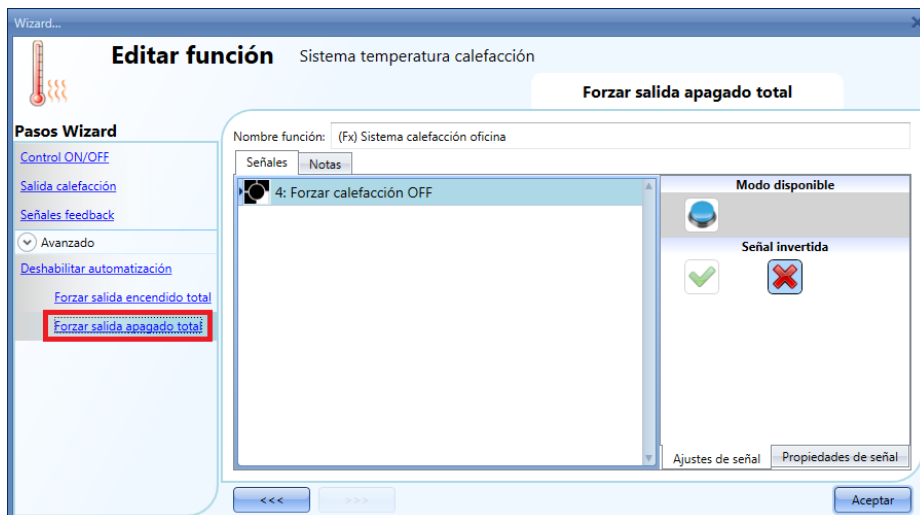 Wizard...
Editar función Sistema temperatura calefacción
Forzar salida apagado total
Pasos Wizard
Control ON/OFF
Salida calefacción
Señales feedback
Avanzado
Deshabilitar automatización
Forzar salida encendido total
Forzar salida apagado total
Nombre función: (Fx) Sistema calefacción oficina
Señales Notas
4: Forzar calefacción OFF
Modo disponible
Señal invertida
Ajustes de señal Propiedades de señal
<<< >>> Aceptar